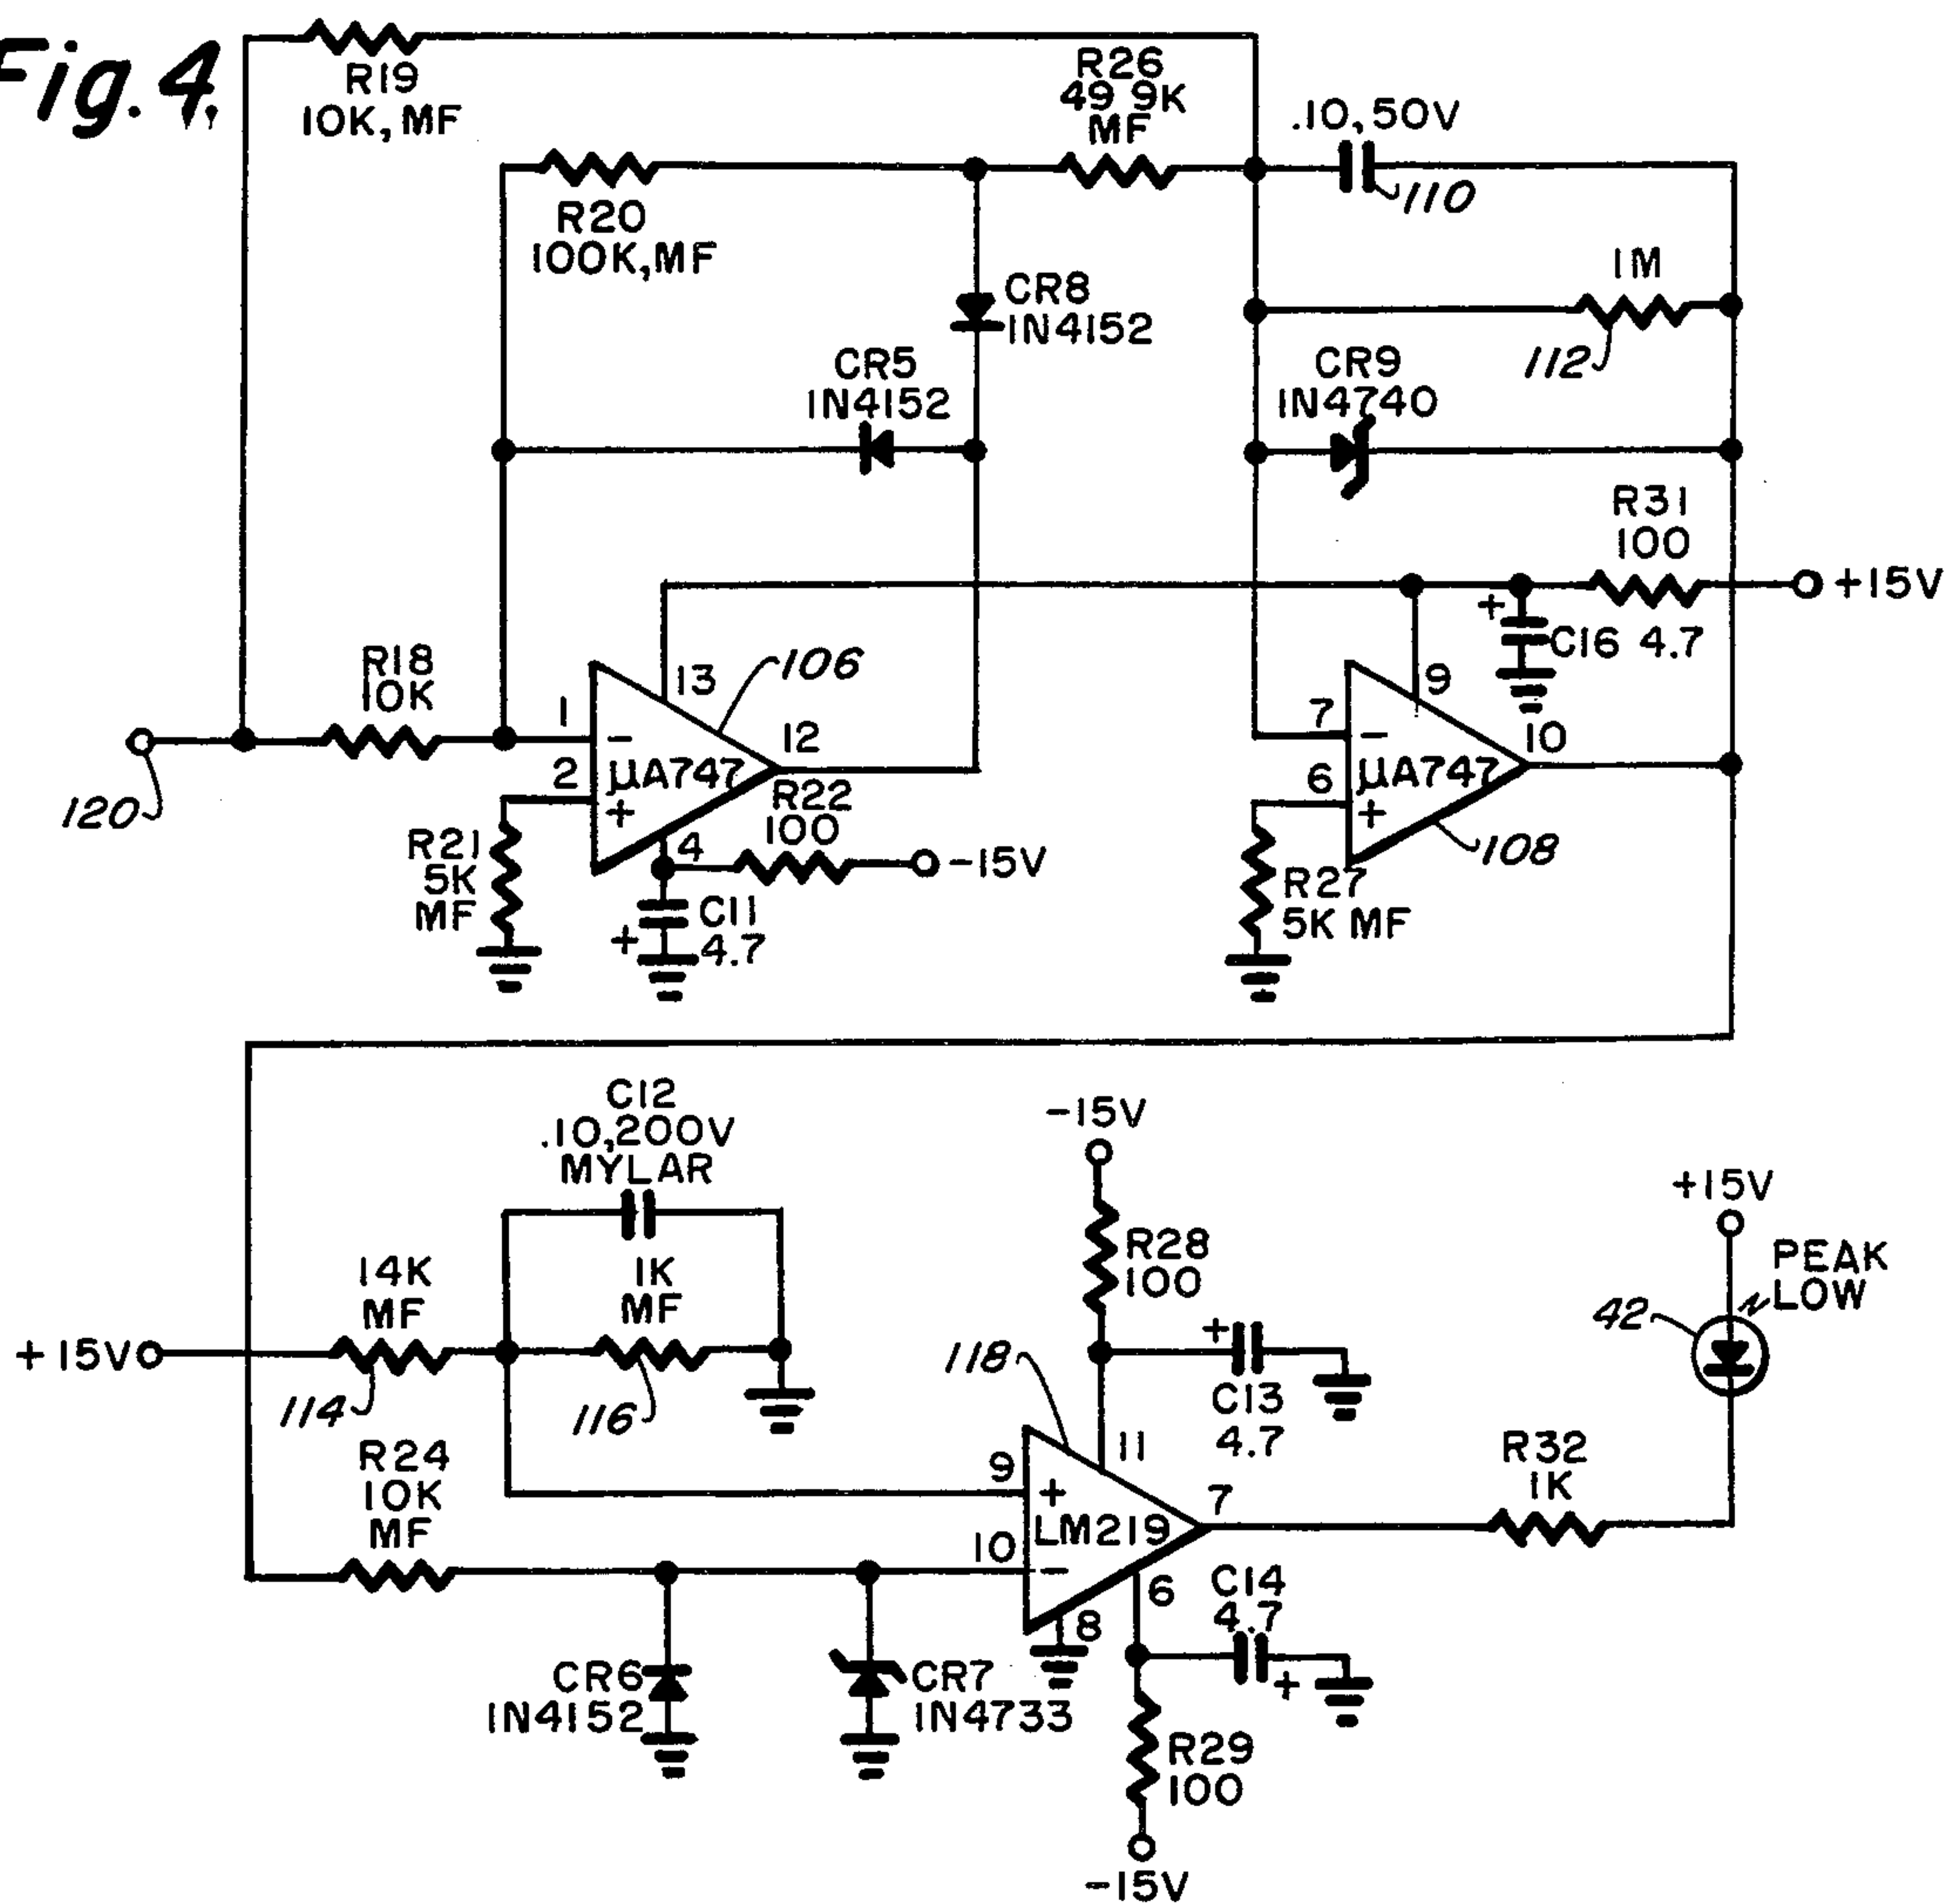 Fig. 4.
R19
10K, MF
R26
49 9K
MF
.10, 50V
110
R20
100K, MF
1M
112
CR8
1N4152
CR5
1N4152
CR9
1N4740
R31
100
+15V
+
C16 4.7
R18
10K
120
1
2
13
12
4
106
-
+
µA747
R22
100
-15V
R21
5K
MF
+
C11
4.7
7
6
9
10
108
-
+
µA747
R27
5K MF
C12
.10, 200V
MYLAR
14K
MF
1K
MF
+15V
114
116
R24
10K
MF
-15V
R28
100
118
+
C13
4.7
9
10
11
7
6
8
+
-
LM219
R32
1K
+15V
PEAK
LOW
42
C14
4.7
+
CR6
1N4152
CR7
1N4733
R29
100
-15V